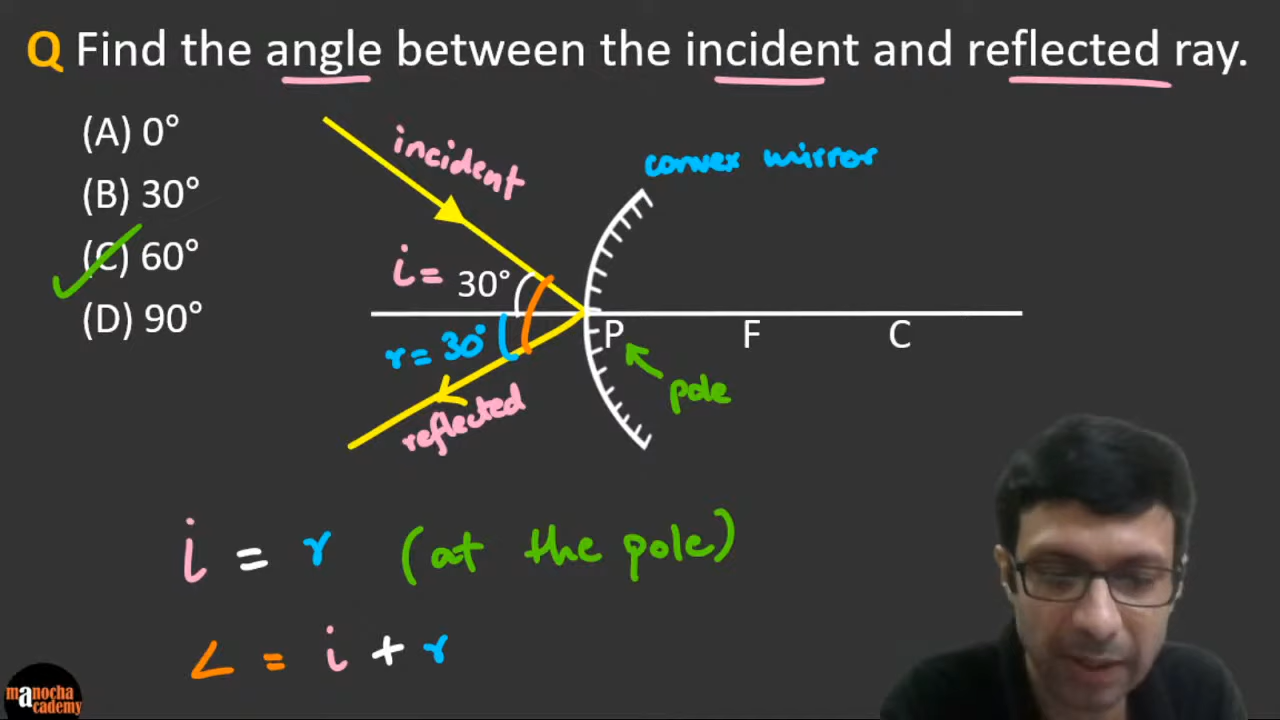 Q Find the angle between the incident and reflected ray.
(A) 0°
(B) 30°
(C) 60°
(D) 90°
incident
convex mirror
i = 30°
r = 30°
P
F
C
pole
reflected
i = r (at the pole)
∠ = i + r
manocha
academy